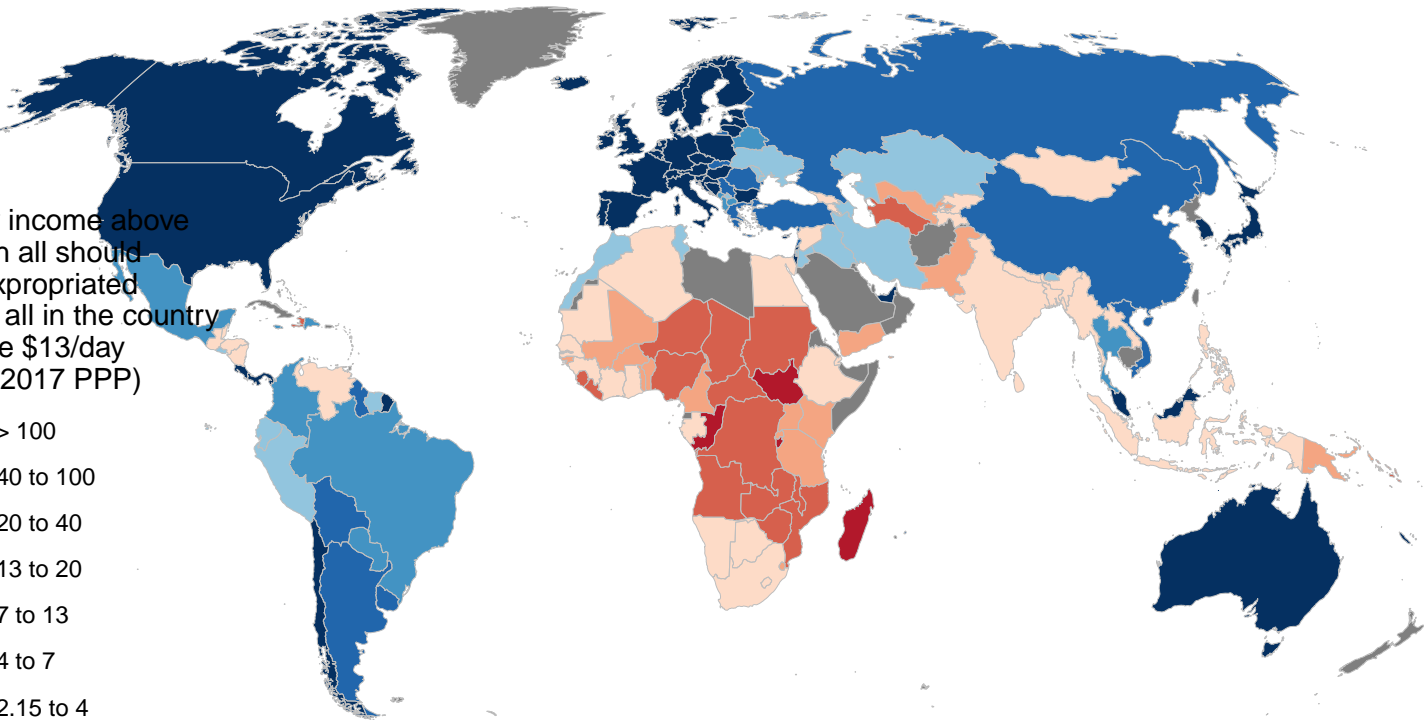 income above
all should
expropriated
all in the country
$13/day
2017 PPP)
> 100
40 to 100
20 to 40
13 to 20
7 to 13
4 to 7
2.15 to 4